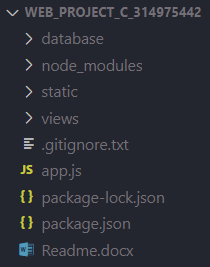 WEB_PROJECT_C_314975442
database
node_modules
static
views
.gitignore.txt
JS app.js
{} package-lock.json
{} package.json
W Readme.docx